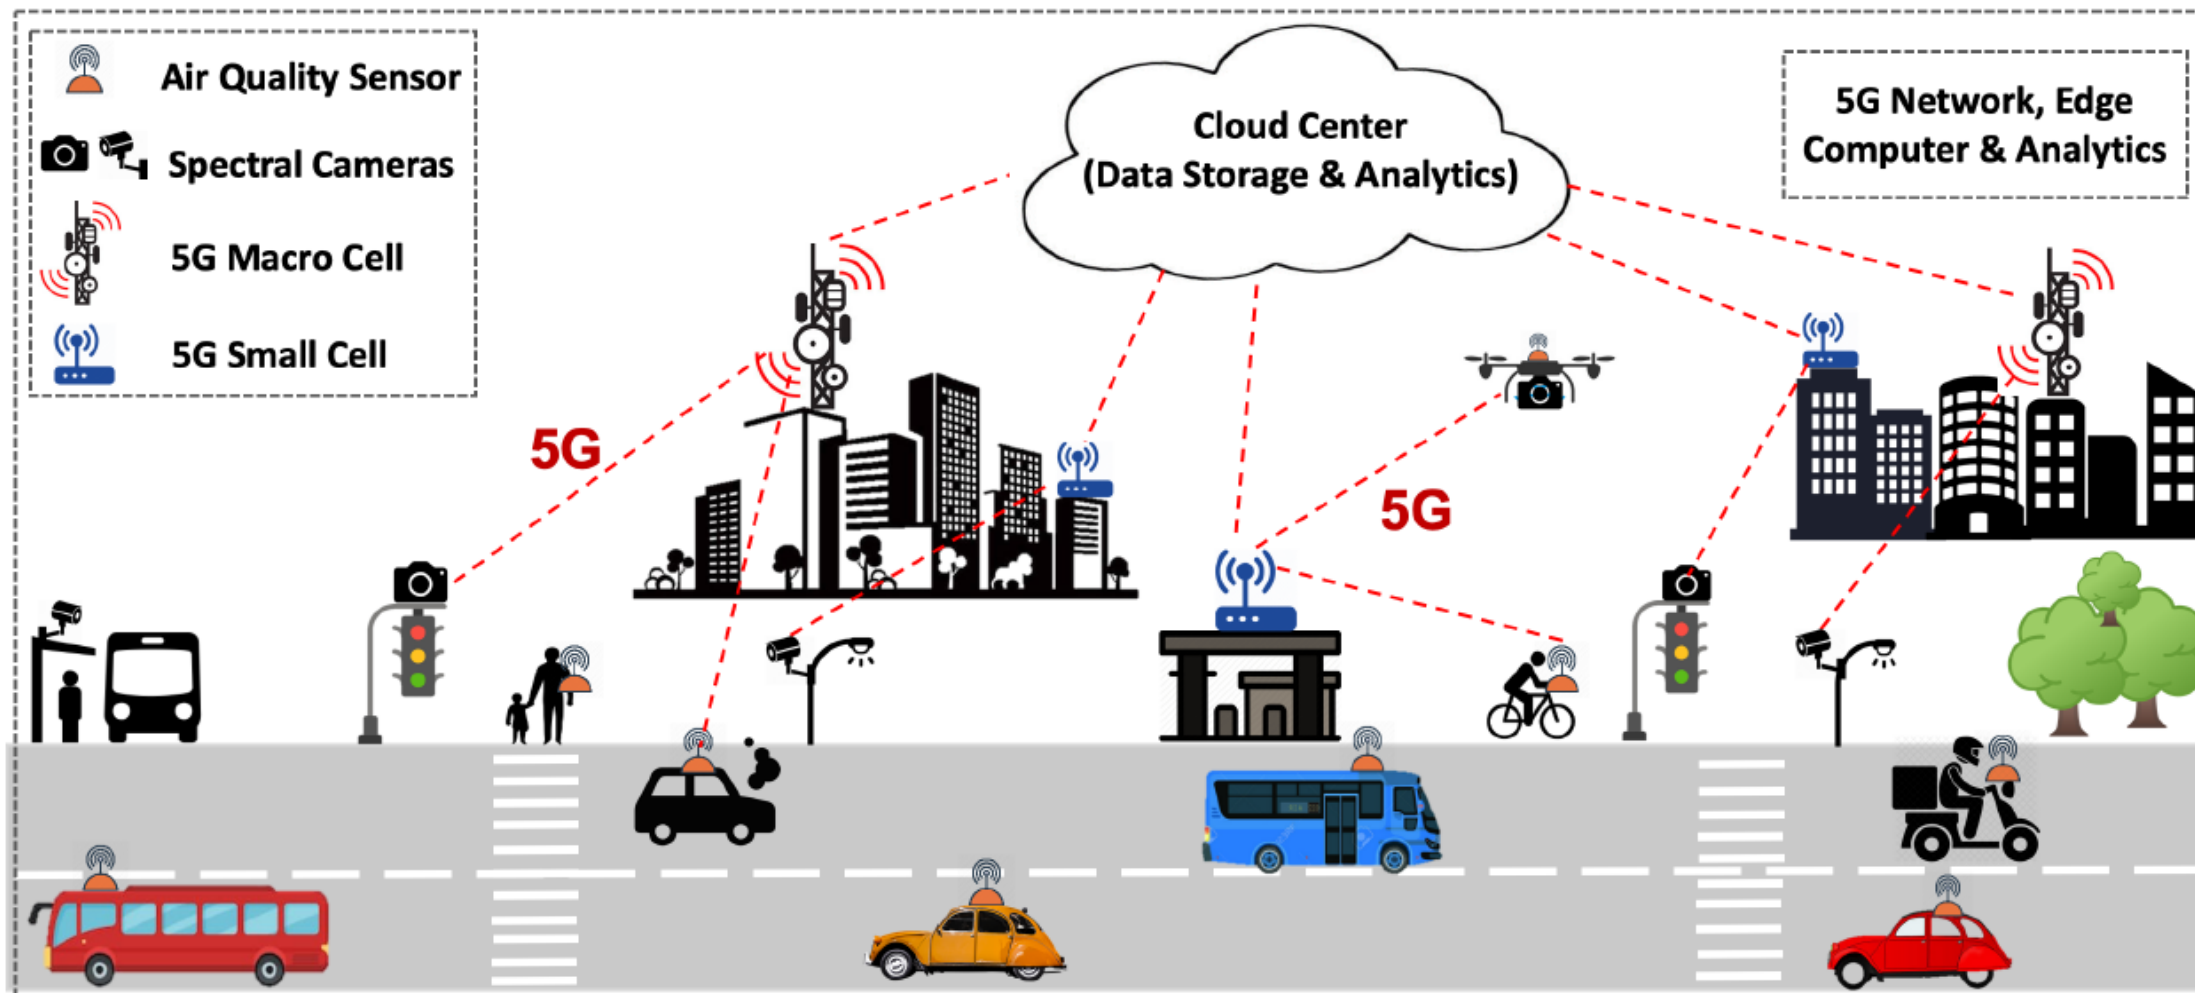 Air Quality Sensor
Spectral Cameras
5G Macro Cell
5G Small Cell
Cloud Center
(Data Storage & Analytics)
5G Network, Edge
Computer & Analytics
5G
5G